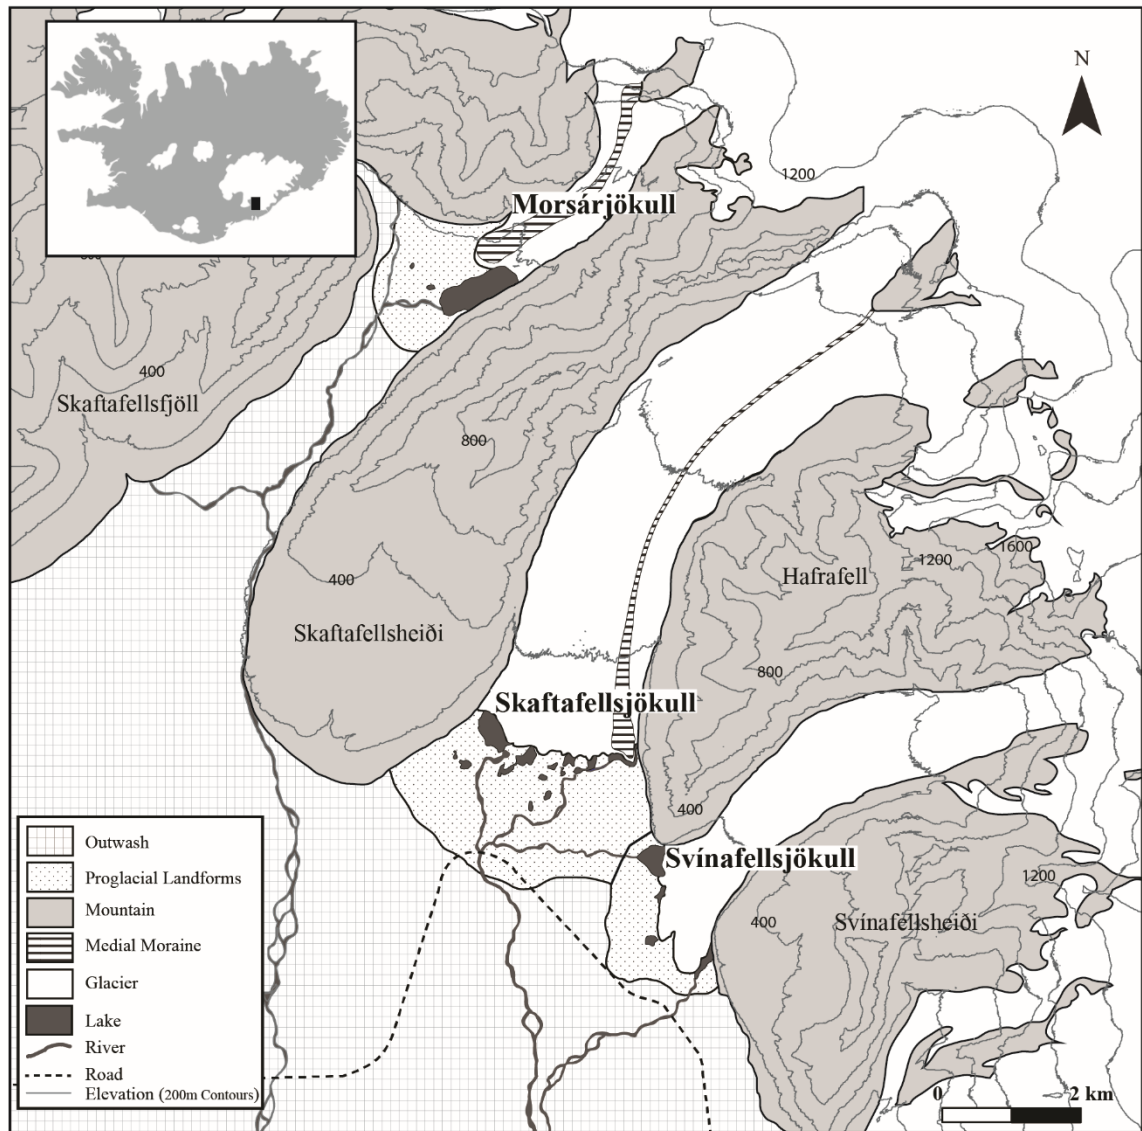 N
1200
Morsárjökull
400
Skaftafellsfjöll
800
400
Skaftafellsheiði
Hafrafell
1200
1600
800
Skaftafellsjökull
400
Svínafellsjökull
1200
400
Svínafellsheiði
Outwash
Proglacial Landforms
Mountain
Medial Moraine
Glacier
Lake
River
Road
Elevation (200m Contours)
0 2 km